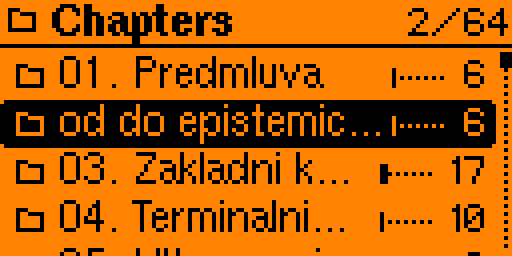 Chapters 2/64
01. Predmluva 6
od do epistemic... 6
03. Zakladni k... 17
04. Terminalni... 10